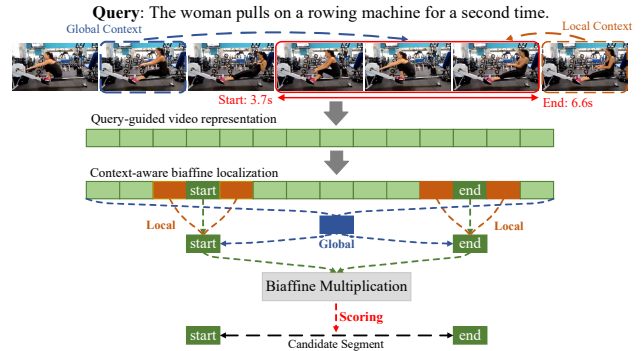 Query: The woman pulls on a rowing machine for a second time.
Global Context
Local Context
Start: 3.7s
End: 6.6s
Query-guided video representation
Context-aware biaffine localization
start
end
Local
Local
start
Global
end
Biaffine Multiplication
Scoring
start
end
Candidate Segment